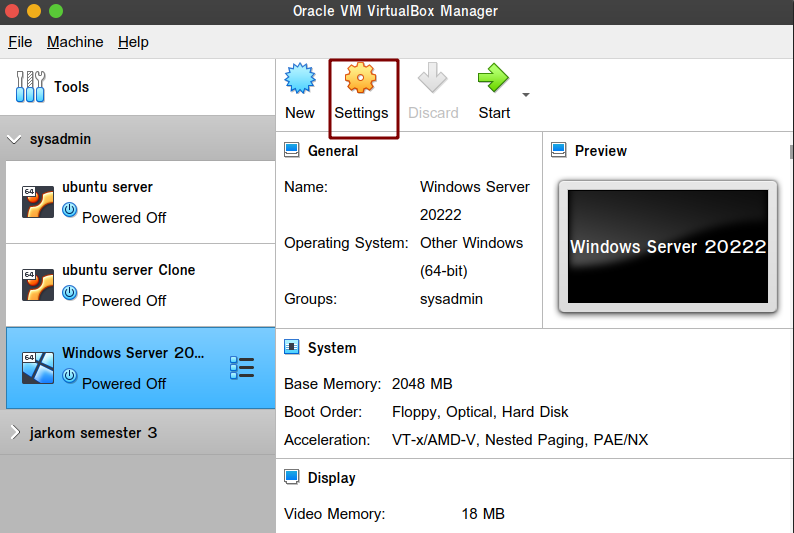 Oracle VM VirtualBox Manager
File Machine Help
Tools
New Settings Discard Start
sysadmin
64
ubuntu server
Powered Off
64
ubuntu server Clone
Powered Off
64
Windows Server 20...
Powered Off
jarkom semester 3
General
Name: Windows Server
20222
Operating System: Other Windows
(64-bit)
Groups: sysadmin
Preview
Windows Server 20222
System
Base Memory: 2048 MB
Boot Order: Floppy, Optical, Hard Disk
Acceleration: VT-x/AMD-V, Nested Paging, PAE/NX
Display
Video Memory: 18 MB